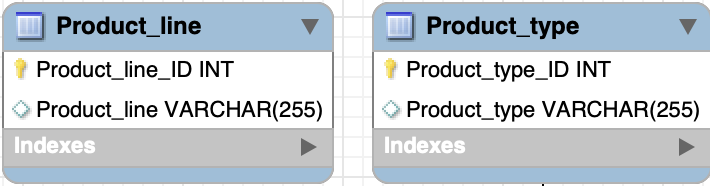 Product_line
Product_line_ID INT
Product_line VARCHAR(255)
Indexes
Product_type
Product_type_ID INT
Product_type VARCHAR(255)
Indexes